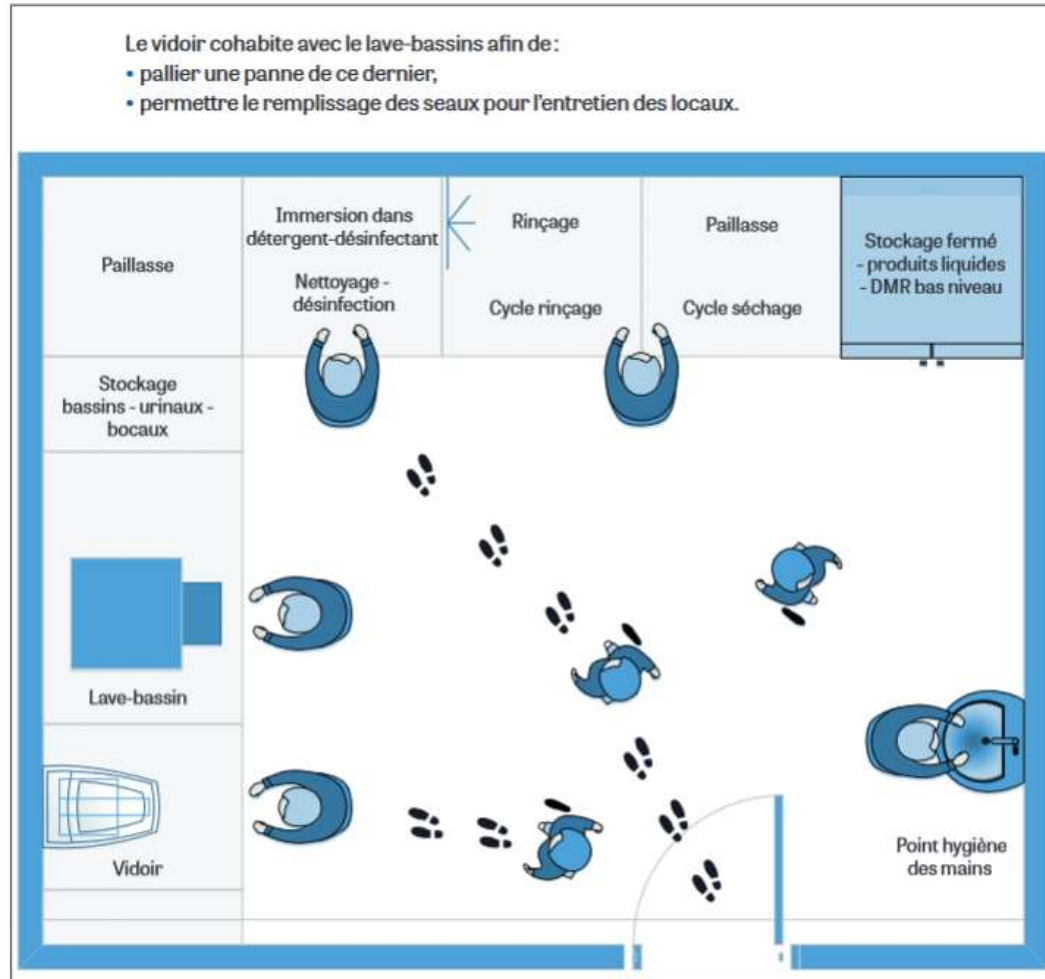 Le vidoir cohabite avec le lave-bassins afin de :
• pallier une panne de ce dernier,
• permettre le remplissage des seaux pour l'entretien des locaux.
Paillasse
Immersion dans
détergent-désinfectant
Nettoyage -
désinfection
Rinçage
Cycle rinçage
Paillasse
Cycle séchage
Stockage fermé
- produits liquides
- DMR bas niveau
Stockage
bassins - urinaux -
bocaux
Lave-bassin
Vidoir
Point hygiène
des mains